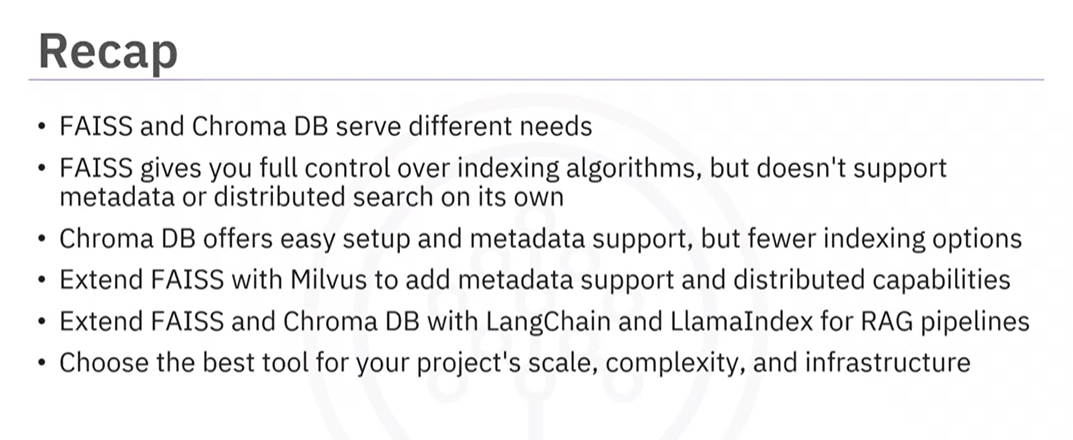 Recap
• FAISS and Chroma DB serve different needs
• FAISS gives you full control over indexing algorithms, but doesn't support
metadata or distributed search on its own
• Chroma DB offers easy setup and metadata support, but fewer indexing options
• Extend FAISS with Milvus to add metadata support and distributed capabilities
• Extend FAISS and Chroma DB with LangChain and LlamaIndex for RAG pipelines
• Choose the best tool for your project's scale, complexity, and infrastructure